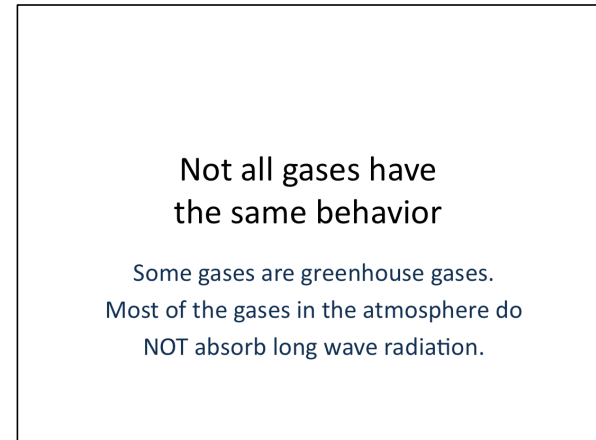 Not all gases have
the same behavior
Some gases are greenhouse gases.
Most of the gases in the atmosphere do
NOT absorb long wave radiation.